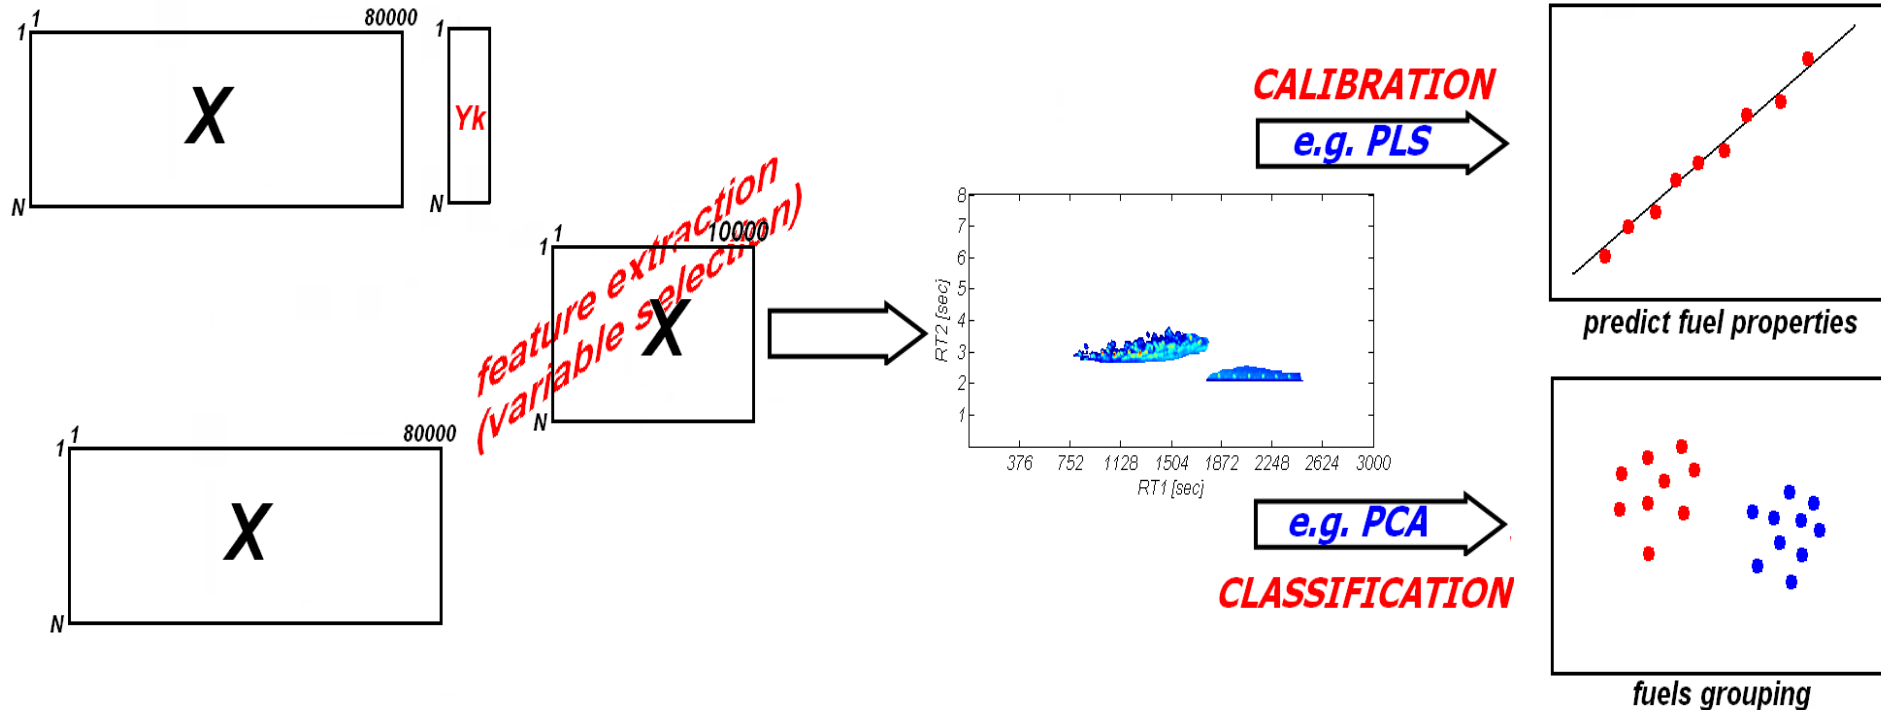 1
1
80000
X
N
1
Yk
N
feature extraction
(variable selection)
1
1
10000
X
N
1
1
80000
X
N
8
7
6
5
4
3
2
1
RT2 [sec]
376 752 1128 1504 1872 2248 2624 3000
RT1 [sec]
CALIBRATION
e.g. PLS
predict fuel properties
e.g. PCA
CLASSIFICATION
fuels grouping